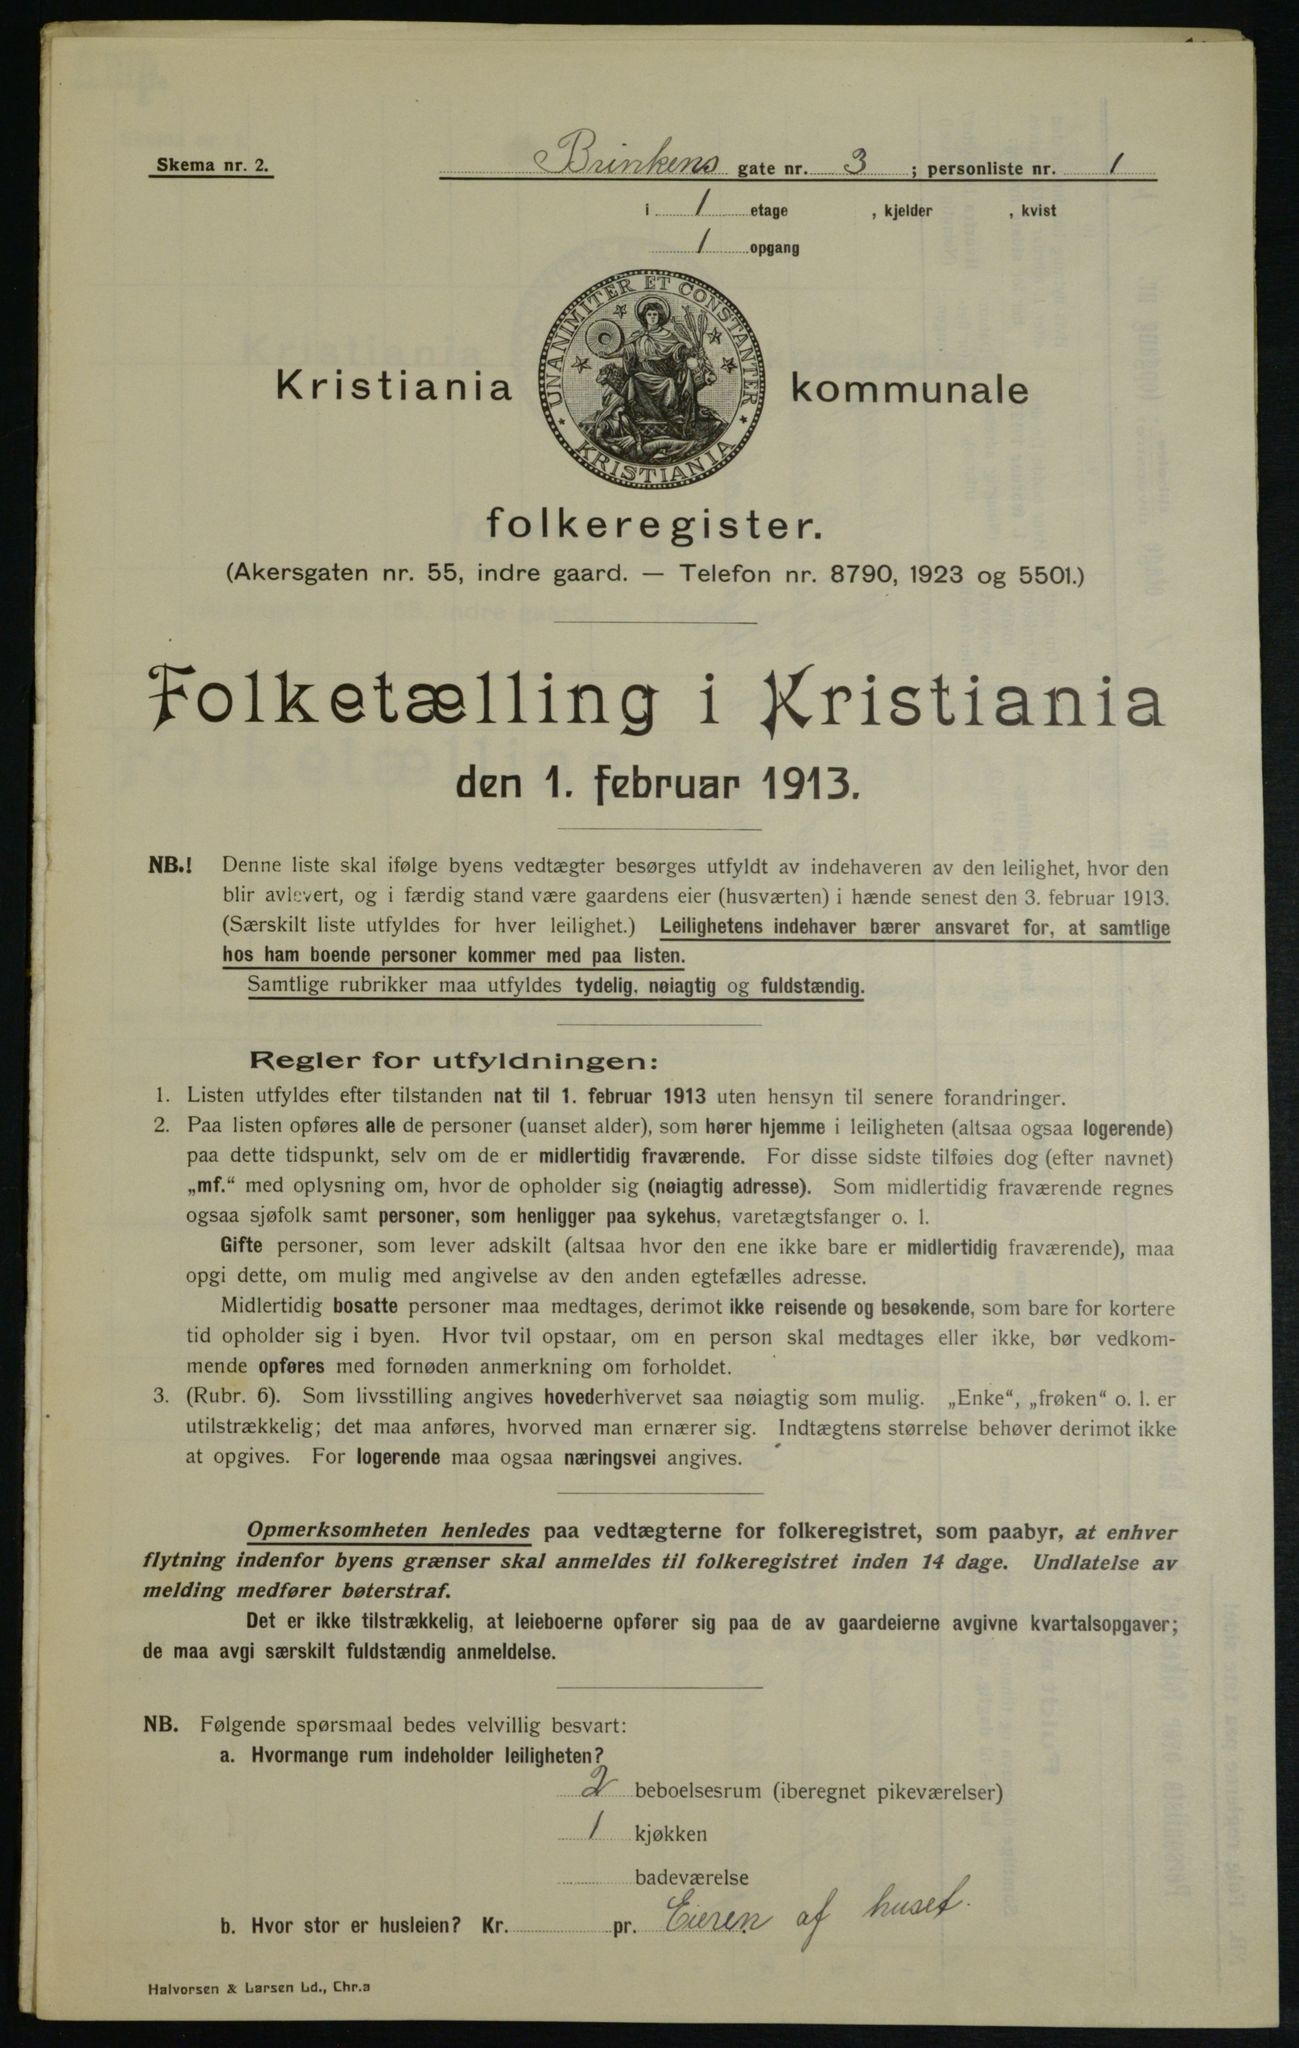 Skema nr. 2.
Brinkens gate nr. 3 ; personliste nr. 1
i 1 etage , kjelder , kvist
1 opgang
UNANIMITER ET CONSTANTER
KRISTIANIA
Kristiania kommunale
folkeregister.
(Akersgaten nr. 55, indre gaard. — Telefon nr. 8790, 1923 og 5501.)
Folketælling i Kristiania
den 1. februar 1913.
NB.! Denne liste skal ifølge byens vedtægter besørges utfyldt av indehaveren av den leilighet, hvor den
blir avlevert, og i færdig stand være gaardens eier (husværten) i hænde senest den 3. februar 1913.
(Særskilt liste utfyldes for hver leilighet.) Leilighetens indehaver bærer ansvaret for, at samtlige
hos ham boende personer kommer med paa listen.
Samtlige rubrikker maa utfyldes tydelig, nøiagtig og fuldstændig.
Regler for utfyldningen:
1. Listen utfyldes efter tilstanden nat til 1. februar 1913 uten hensyn til senere forandringer.
2. Paa listen opføres alle de personer (uanset alder), som hører hjemme i leiligheten (altsaa ogsaa logerende)
paa dette tidspunkt, selv om de er midlertidig fraværende. For disse sidste tilføies dog (efter navnet)
„mf.“ med oplysning om, hvor de opholder sig (nøiagtig adresse). Som midlertidig fraværende regnes
ogsaa sjøfolk samt personer, som henligger paa sykehus, varetægtsfanger o. l.
Gifte personer, som lever adskilt (altsaa hvor den ene ikke bare er midlertidig fraværende), maa
opgi dette, om mulig med angivelse av den anden egtefælles adresse.
Midlertidig bosatte personer maa medtages, derimot ikke reisende og besøkende, som bare for kortere
tid opholder sig i byen. Hvor tvil opstaar, om en person skal medtages eller ikke, bør vedkom-
mende opføres med fornøden anmerkning om forholdet.
3. (Rubr. 6). Som livsstilling angives hovederhvervet saa nøiagtig som mulig. „Enke“, „frøken“ o. l. er
utilstrækkelig; det maa anføres, hvorved man ernærer sig. Indtægtens størrelse behøver derimot ikke
at opgives. For logerende maa ogsaa næringsvei angives.
Opmerksomheten henledes paa vedtægterne for folkeregistret, som paabyr, at enhver
flytning indenfor byens grænser skal anmeldes til folkeregistret inden 14 dage. Undlatelse av
melding medfører bøterstraf.
Det er ikke tilstrækkelig, at leieboerne opfører sig paa de av gaardeierne avgivne kvartalsopgaver;
de maa avgi særskilt fuldstændig anmeldelse.
NB. Følgende spørsmaal bedes velvillig besvart:
a. Hvormange rum indeholder leiligheten?
2 beboelsesrum (iberegnet pikeværelser)
1 kjøkken
badeværelse
b. Hvor stor er husleien? Kr. pr. Eieren af huset.
Halvorsen & Larsen Ld., Chr.a